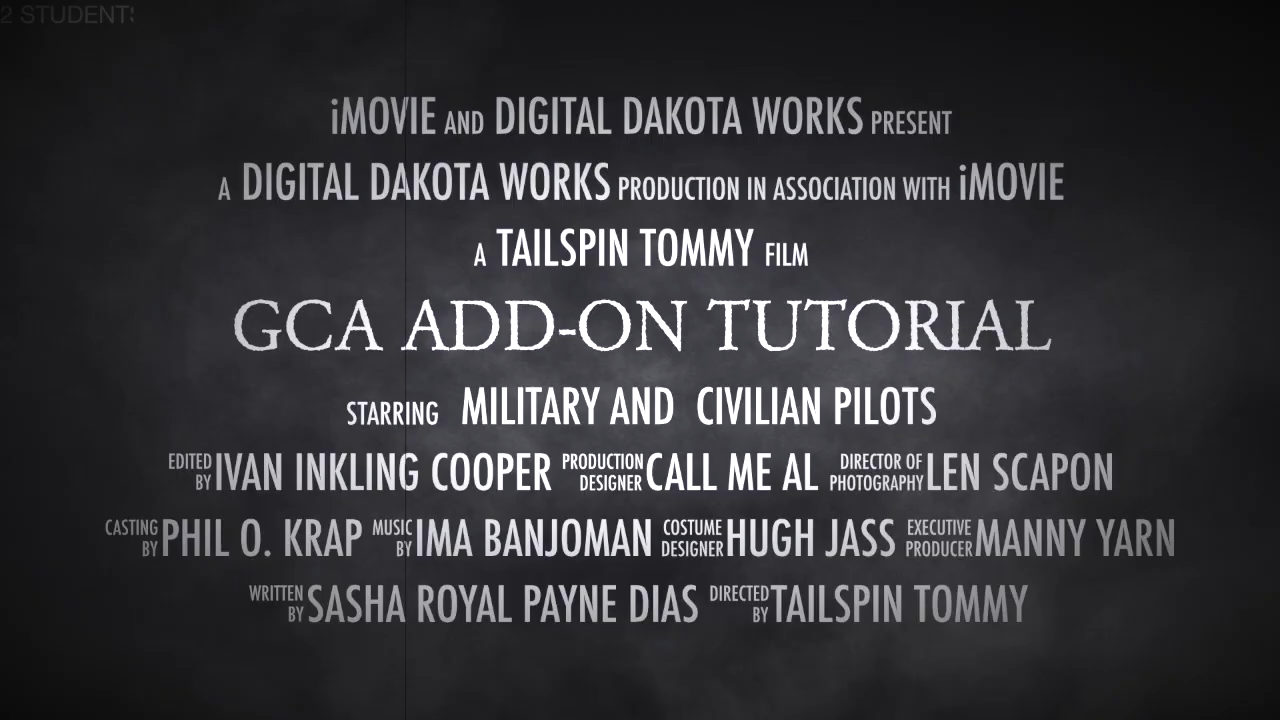 2 STUDENTS
iMOVIE AND DIGITAL DAKOTA WORKS PRESENT
A DIGITAL DAKOTA WORKS PRODUCTION IN ASSOCIATION WITH iMOVIE
A TAILSPIN TOMMY FILM
GCA ADD-ON TUTORIAL
STARRING MILITARY AND CIVILIAN PILOTS
EDITED BY IVAN INKLING COOPER PRODUCTION DESIGNER CALL ME AL DIRECTOR OF PHOTOGRAPHY LEN SCAPON
CASTING BY PHIL O. KRAP MUSIC BY IMA BANJOMAN COSTUME DESIGNER HUGH JASS EXECUTIVE PRODUCER MANNY YARN
WRITTEN BY SASHA ROYAL PAYNE DIAS DIRECTED BY TAILSPIN TOMMY